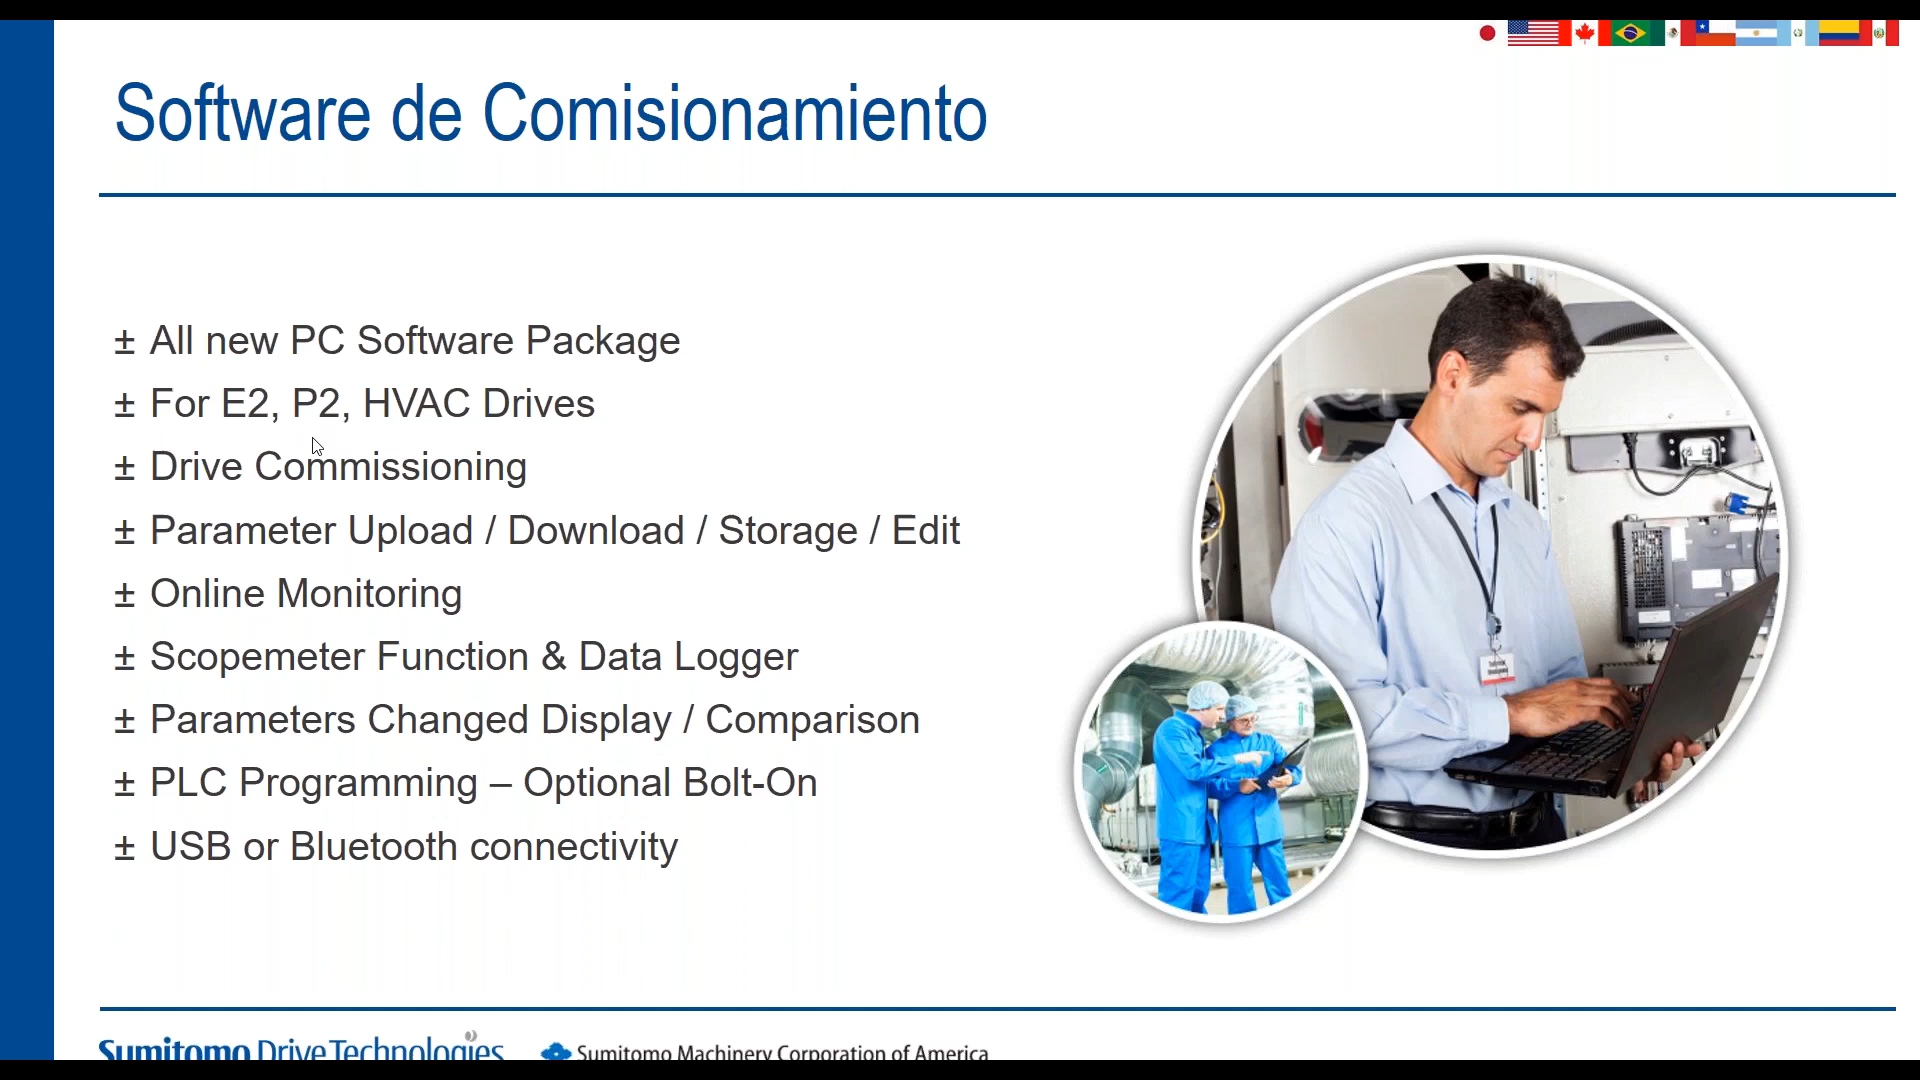 Software de Comisionamiento
± All new PC Software Package
± For E2, P2, HVAC Drives
± Drive Commissioning
± Parameter Upload / Download / Storage / Edit
± Online Monitoring
± Scopemeter Function & Data Logger
± Parameters Changed Display / Comparison
± PLC Programming – Optional Bolt-On
± USB or Bluetooth connectivity
Sumitomo Drive Technologies
Sumitomo Machinery Corporation of America